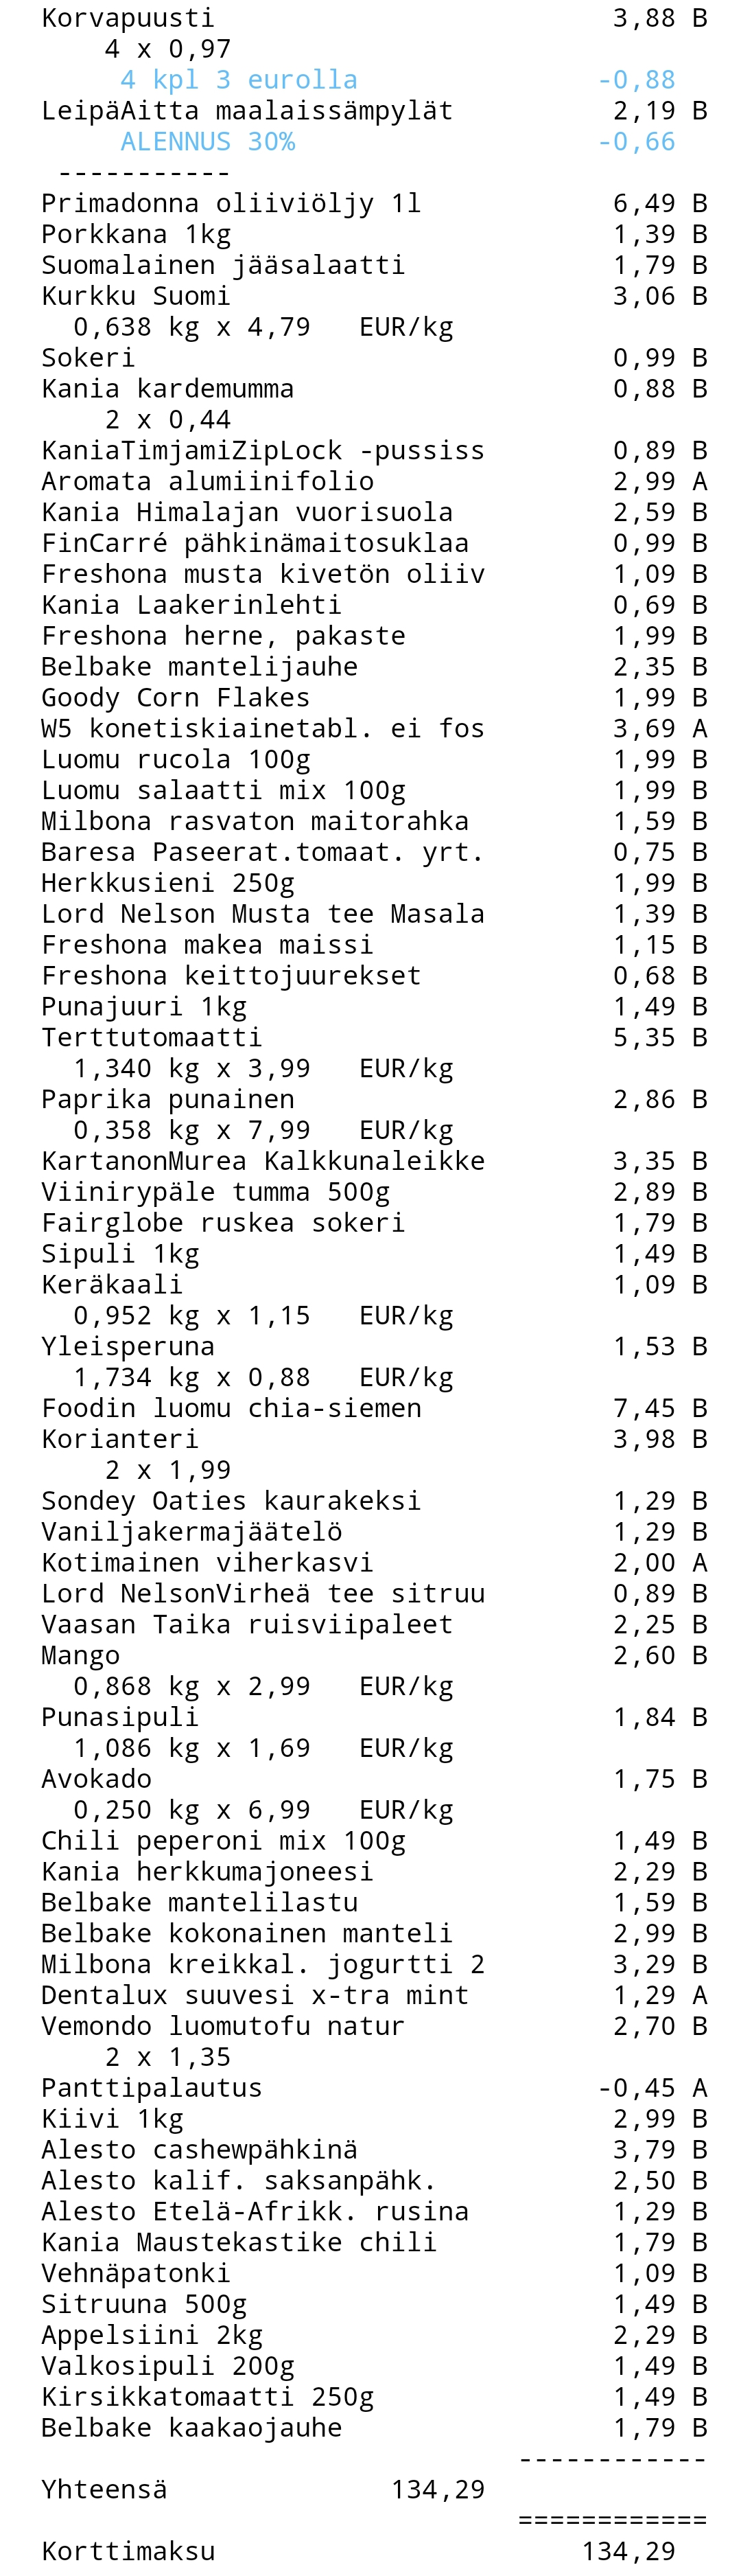 Korvapuusti 3,88 B
4 x 0,97
4 kpl 3 eurolla -0,88
LeipäAitta maalaissämpylät 2,19 B
ALENNUS 30% -0,66
-----------
Primadonna oliiviöljy 1l 6,49 B
Porkkana 1kg 1,39 B
Suomalainen jääsalaatti 1,79 B
Kurkku Suomi 3,06 B
0,638 kg x 4,79 EUR/kg
Sokeri 0,99 B
Kania kardemumma 0,88 B
2 x 0,44
KaniaTimjamiZipLock -pussiss 0,89 B
Aromata alumiinifolio 2,99 A
Kania Himalajan vuorisuola 2,59 B
FinCarré pähkinämaitosuklaa 0,99 B
Freshona musta kivetön oliiv 1,09 B
Kania Laakerinlehti 0,69 B
Freshona herne, pakaste 1,99 B
Belbake mantelijauhe 2,35 B
Goody Corn Flakes 1,99 B
W5 konetiskiainetabl. ei fos 3,69 A
Luomu rucola 100g 1,99 B
Luomu salaatti mix 100g 1,99 B
Milbona rasvaton maitorahka 1,59 B
Baresa Paseerat.tomaat. yrt. 0,75 B
Herkkusieni 250g 1,99 B
Lord Nelson Musta tee Masala 1,39 B
Freshona makea maissi 1,15 B
Freshona keittojuurekset 0,68 B
Punajuuri 1kg 1,49 B
Terttutomaatti 5,35 B
1,340 kg x 3,99 EUR/kg
Paprika punainen 2,86 B
0,358 kg x 7,99 EUR/kg
KartanonMurea Kalkkunaleikke 3,35 B
Viinirypäle tumma 500g 2,89 B
Fairglobe ruskea sokeri 1,79 B
Sipuli 1kg 1,49 B
Keräkaali 1,09 B
0,952 kg x 1,15 EUR/kg
Yleisperuna 1,53 B
1,734 kg x 0,88 EUR/kg
Foodin luomu chia-siemen 7,45 B
Korianteri 3,98 B
2 x 1,99
Sondey Oaties kaurakeksi 1,29 B
Vaniljakermajäätelö 1,29 B
Kotimainen viherkasvi 2,00 A
Lord NelsonVirheä tee sitruu 0,89 B
Vaasan Taika ruisviipaleet 2,25 B
Mango 2,60 B
0,868 kg x 2,99 EUR/kg
Punasipuli 1,84 B
1,086 kg x 1,69 EUR/kg
Avokado 1,75 B
0,250 kg x 6,99 EUR/kg
Chili peperoni mix 100g 1,49 B
Kania herkkumajoneesi 2,29 B
Belbake mantelilastu 1,59 B
Belbake kokonainen manteli 2,99 B
Milbona kreikkal. jogurtti 2 3,29 B
Dentalux suuvesi x-tra mint 1,29 A
Vemondo luomutofu natur 2,70 B
2 x 1,35
Panttipalautus -0,45 A
Kiivi 1kg 2,99 B
Alesto cashewpähkinä 3,79 B
Alesto kalif. saksanpähk. 2,50 B
Alesto Etelä-Afrikk. rusina 1,29 B
Kania Maustekastike chili 1,79 B
Vehnäpatonki 1,09 B
Sitruuna 500g 1,49 B
Appelsiini 2kg 2,29 B
Valkosipuli 200g 1,49 B
Kirsikkatomaatti 250g 1,49 B
Belbake kaakaojauhe 1,79 B
------------
Yhteensä 134,29
============
Korttimaksu 134,29